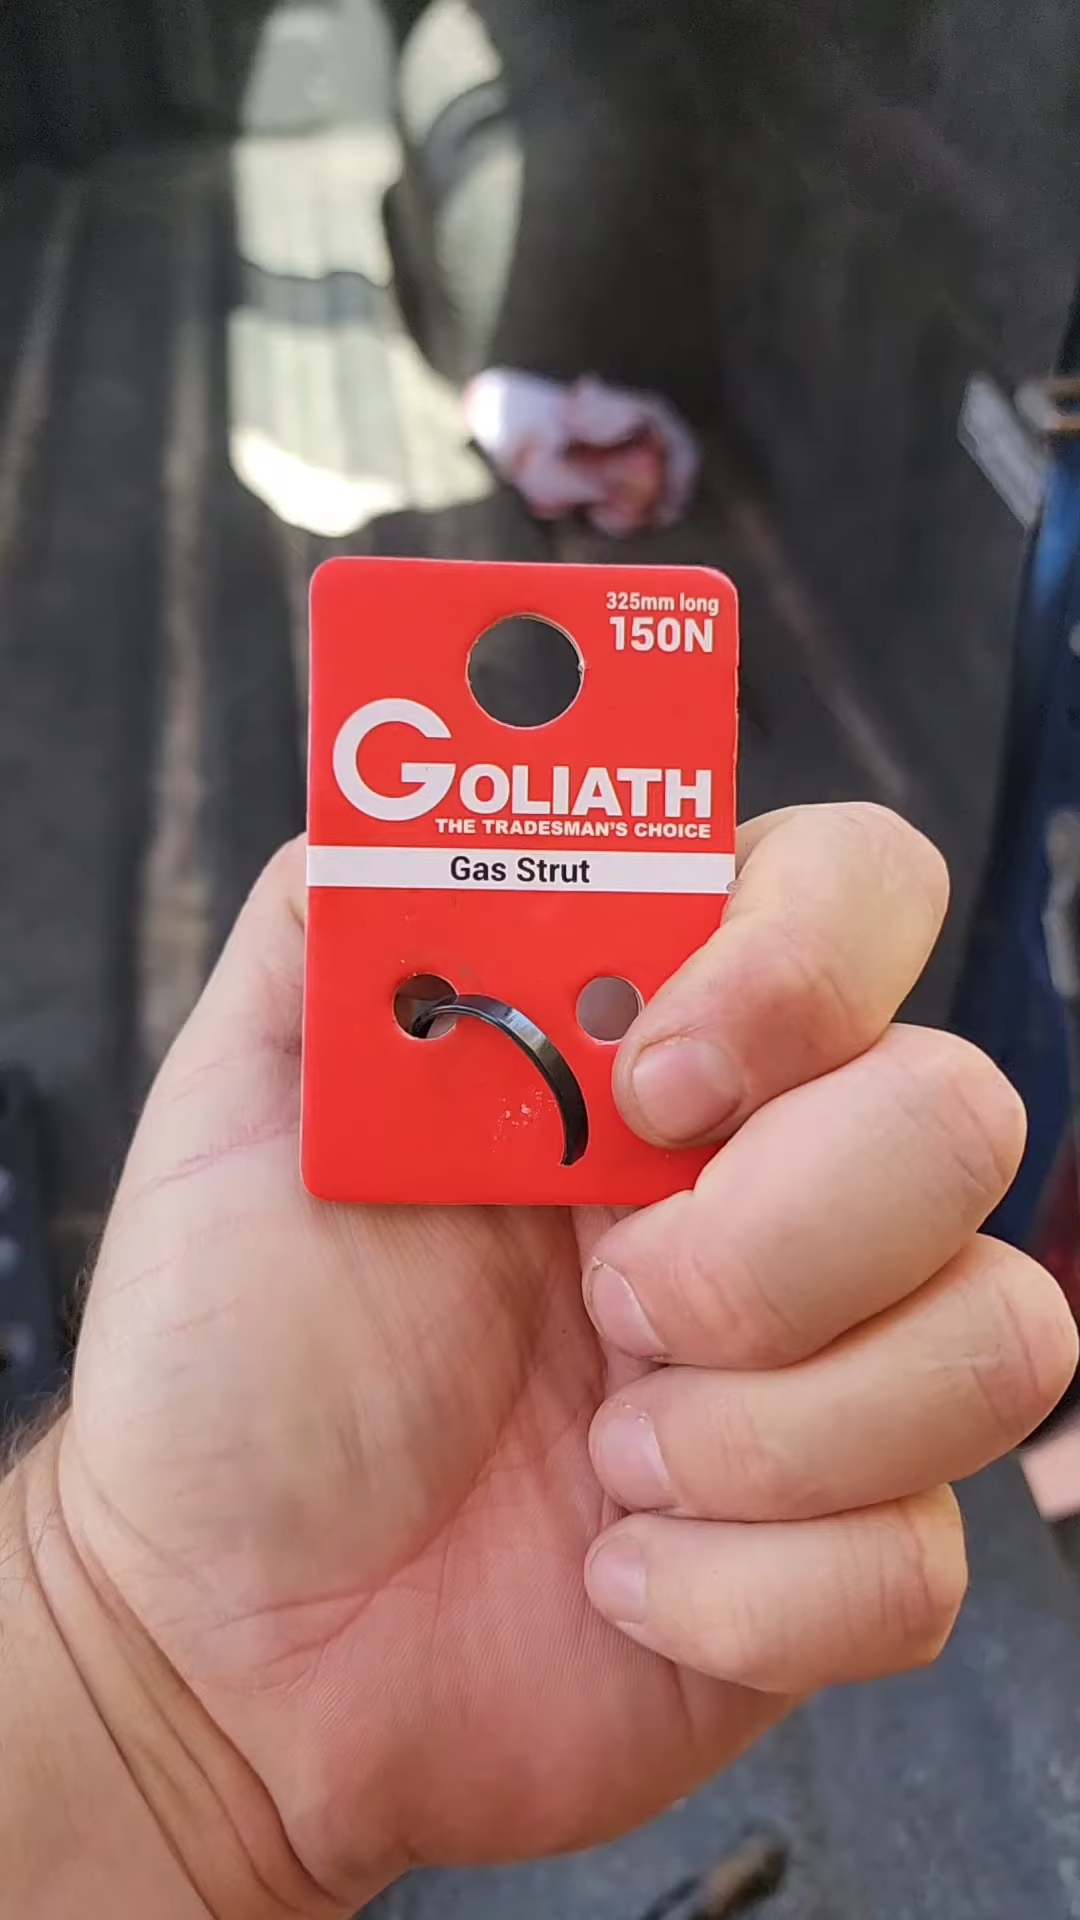 325mm long
150N
GOLIATH
THE TRADESMAN'S CHOICE
Gas Strut